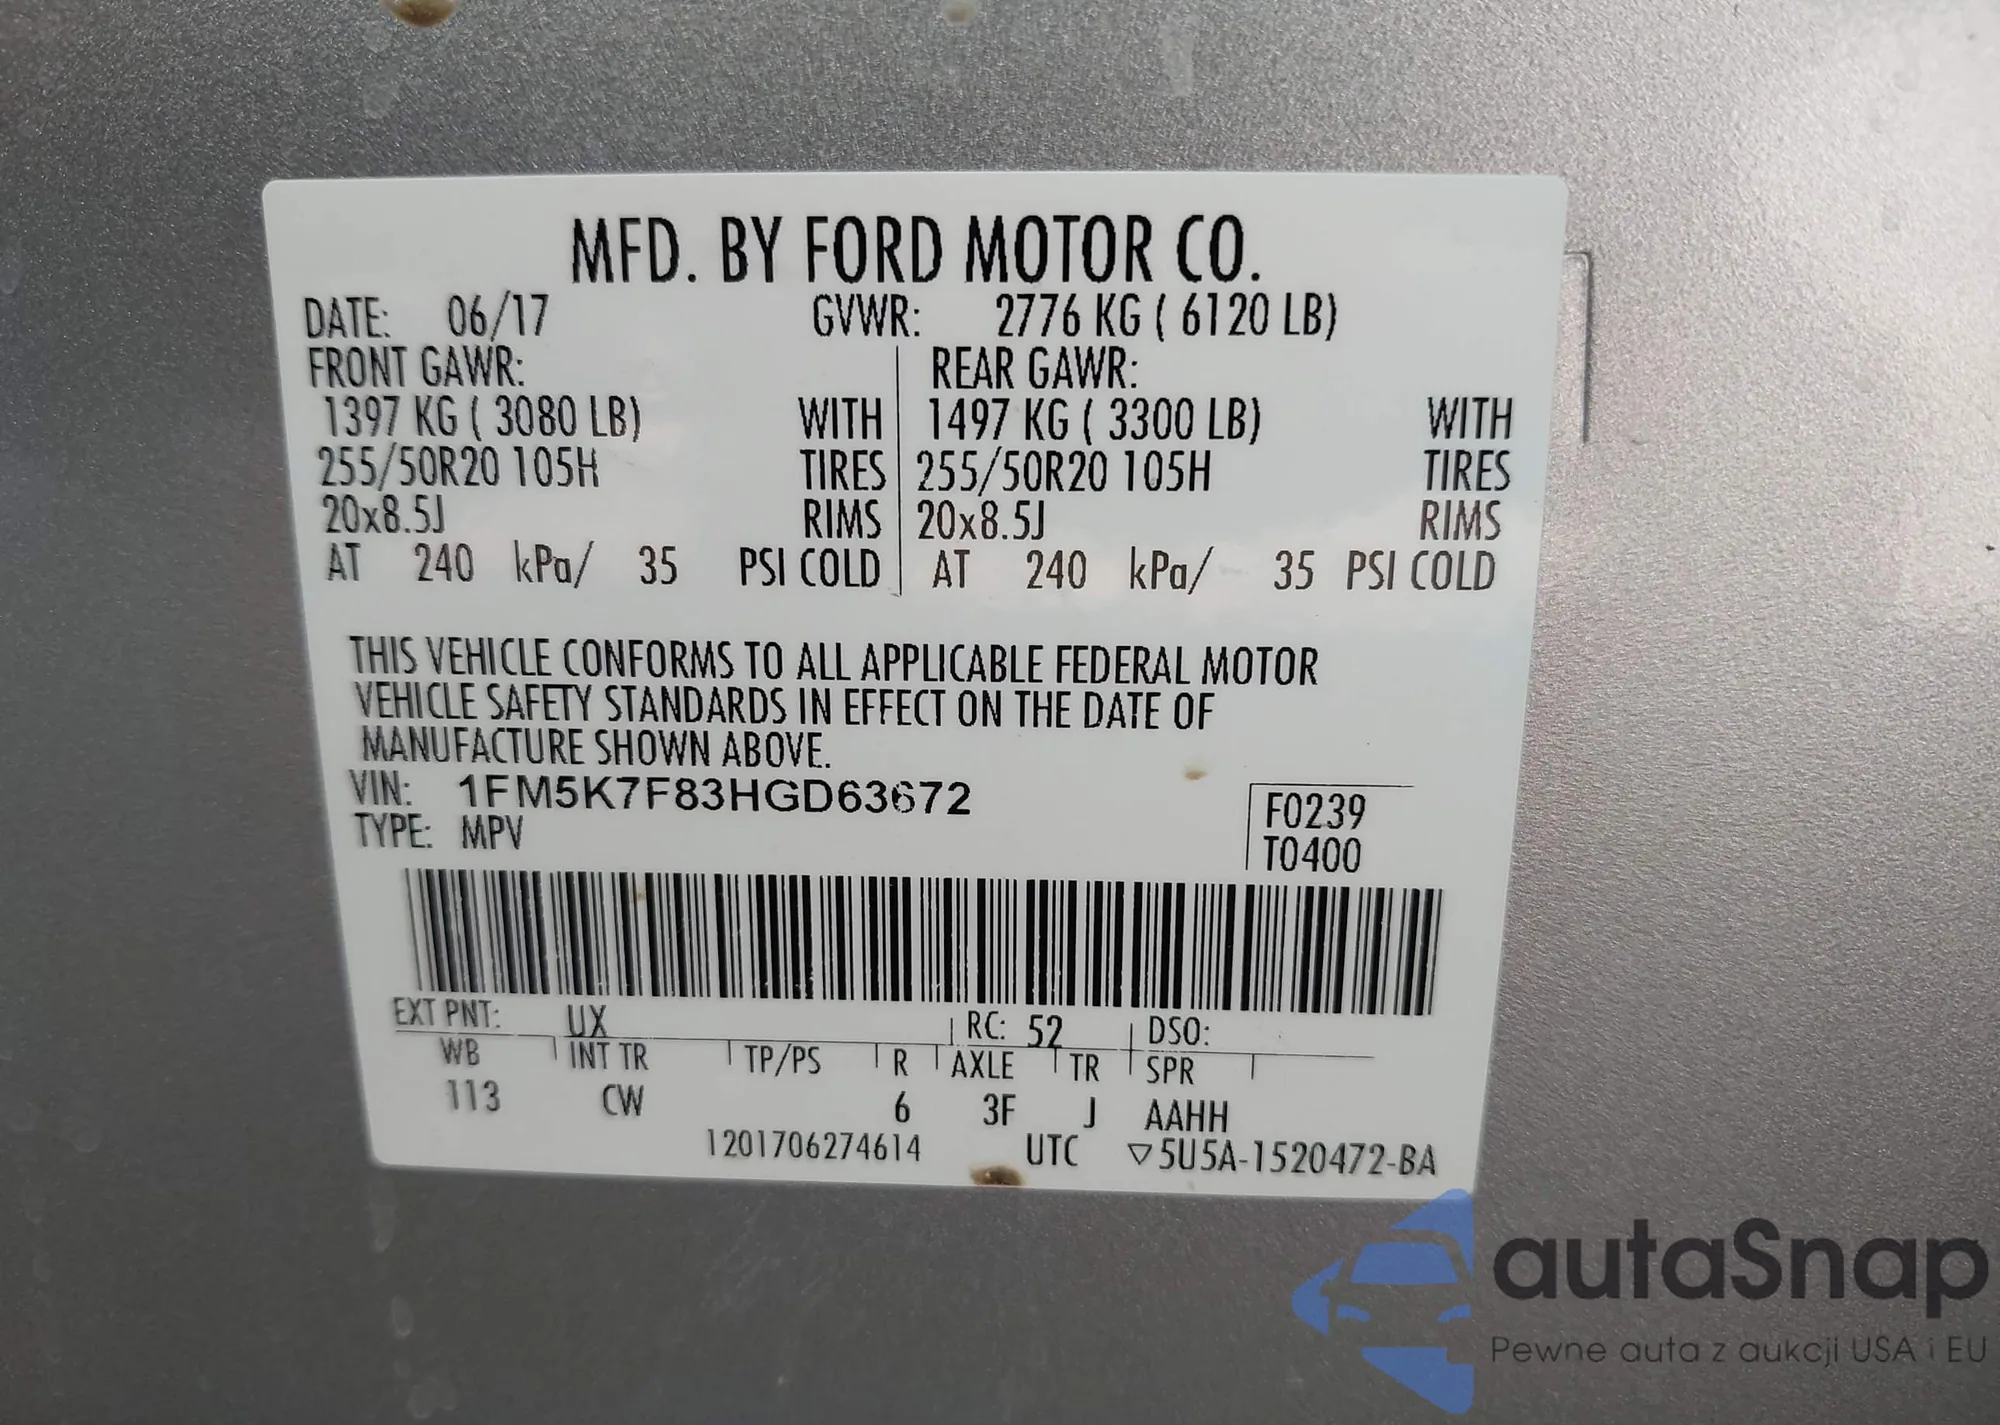 MFD. BY FORD MOTOR CO.
DATE: 06/17 GVWR: 2776 KG ( 6120 LB)
FRONT GAWR: REAR GAWR:
1397 KG ( 3080 LB) WITH 1497 KG ( 3300 LB) WITH
255/50R20 105H TIRES 255/50R20 105H TIRES
20x8.5J RIMS 20x8.5J RIMS
AT 240 kPa/ 35 PSI COLD AT 240 kPa/ 35 PSI COLD
THIS VEHICLE CONFORMS TO ALL APPLICABLE FEDERAL MOTOR
VEHICLE SAFETY STANDARDS IN EFFECT ON THE DATE OF
MANUFACTURE SHOWN ABOVE.
VIN: 1FM5K7F83HGD63672 F0239
TYPE: MPV T0400
EXT PNT: UX RC: 52 DSO:
WB INT TR TP/PS R AXLE TR SPR
113 CW 6 3F J AAHH
1201706274614 UTC ▽5U5A-1520472-BA
autaSnap
Pewne auta z aukcji USA i EU